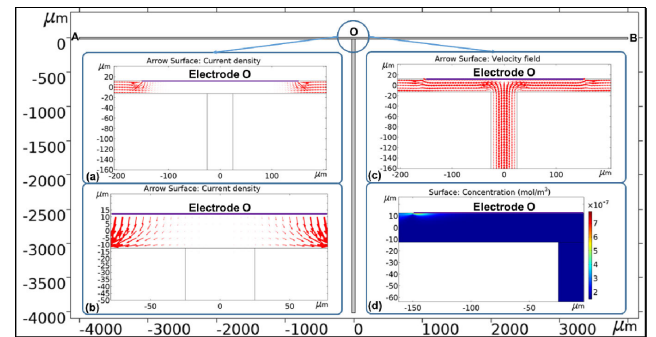 μm
A O B
0
-500
-1000
-1500
-2000
-2500
-3000
-3500
-4000
-4000 -3000 -2000 -1000 0 1000 2000 3000 μm
Arrow Surface: Current density
μm
Electrode O
20
0
-20
-40
-60
-80
-100
-120
-140
-160
(a)
-200 -100 0 100 μm
Arrow Surface: Current density
μm
Electrode O
15
10
5
0
-5
-10
-15
-20
-25
-30
-35
-40
-45
-50
(b)
-50 0 50 μm
Arrow Surface: Velocity field
μm
Electrode O
20
0
-20
-40
-60
-80
-100
-120
-140
-160
(c)
-200 -100 0 100 μm
Surface: Concentration (mol/m³)
μm
Electrode O
×10⁻⁷
10
0
-10
-20
-30
-40
-50
-60
7
6
5
4
3
2
(d)
-150 -100 -50 μm